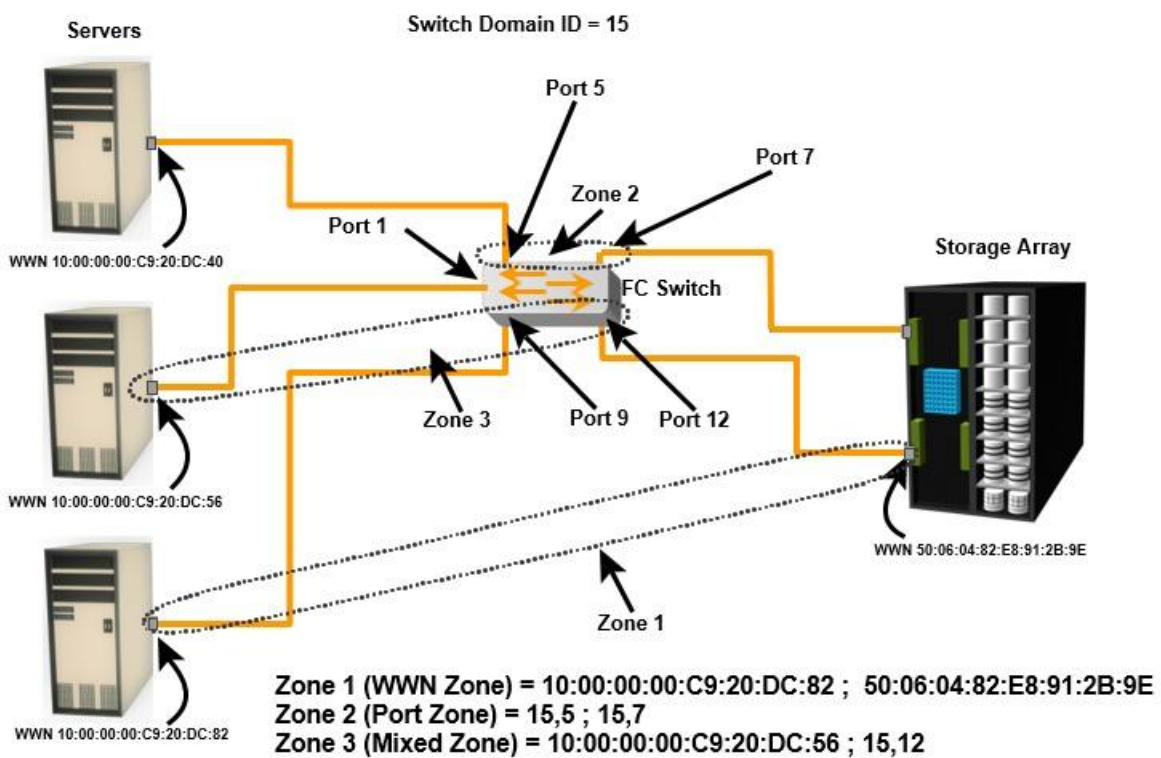 Servers
Switch Domain ID = 15
Port 5
Port 7
Zone 2
Port 1
WWN 10:00:00:00:C9:20:DC:40
Storage Array
FC Switch
Zone 3
Port 9
Port 12
WWN 10:00:00:00:C9:20:DC:56
WWN 50:06:04:82:E8:91:2B:9E
Zone 1
WWN 10:00:00:00:C9:20:DC:82
Zone 1 (WWN Zone) = 10:00:00:00:C9:20:DC:82 ; 50:06:04:82:E8:91:2B:9E
Zone 2 (Port Zone) = 15,5 ; 15,7
Zone 3 (Mixed Zone) = 10:00:00:00:C9:20:DC:56 ; 15,12